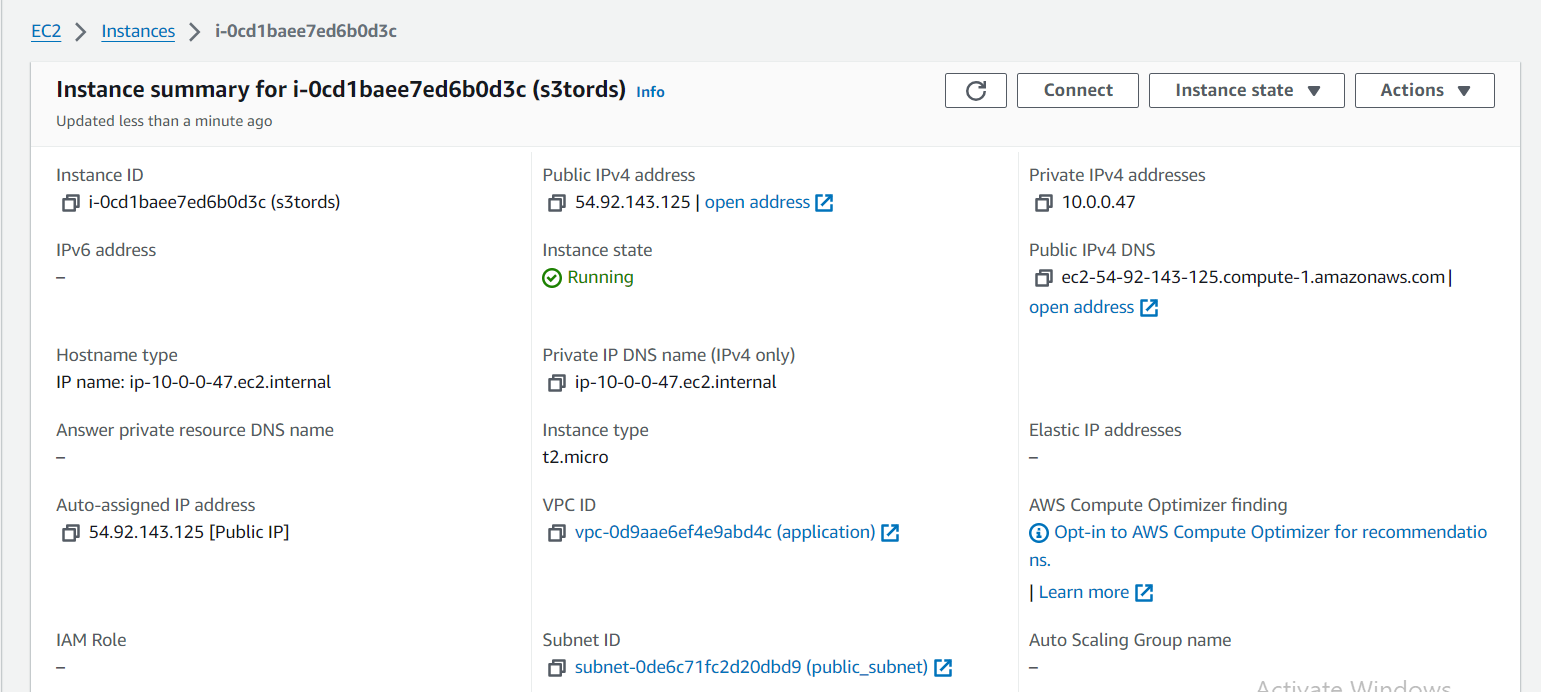 EC2 > Instances > i-0cd1baee7ed6b0d3c
Instance summary for i-0cd1baee7ed6b0d3c (s3tords) Info
Updated less than a minute ago
Connect
Instance state
Actions
Instance ID
i-0cd1baee7ed6b0d3c (s3tords)
Public IPv4 address
54.92.143.125 | open address
Private IPv4 addresses
10.0.0.47
IPv6 address
–
Instance state
Running
Public IPv4 DNS
ec2-54-92-143-125.compute-1.amazonaws.com |
open address
Hostname type
IP name: ip-10-0-0-47.ec2.internal
Private IP DNS name (IPv4 only)
ip-10-0-0-47.ec2.internal
Answer private resource DNS name
–
Instance type
t2.micro
Elastic IP addresses
–
Auto-assigned IP address
54.92.143.125 [Public IP]
VPC ID
vpc-0d9aae6ef4e9abd4c (application)
AWS Compute Optimizer finding
Opt-in to AWS Compute Optimizer for recommendatio
ns.
| Learn more
IAM Role
–
Subnet ID
subnet-0de6c71fc2d20dbd9 (public_subnet)
Auto Scaling Group name
–
Activate Windows